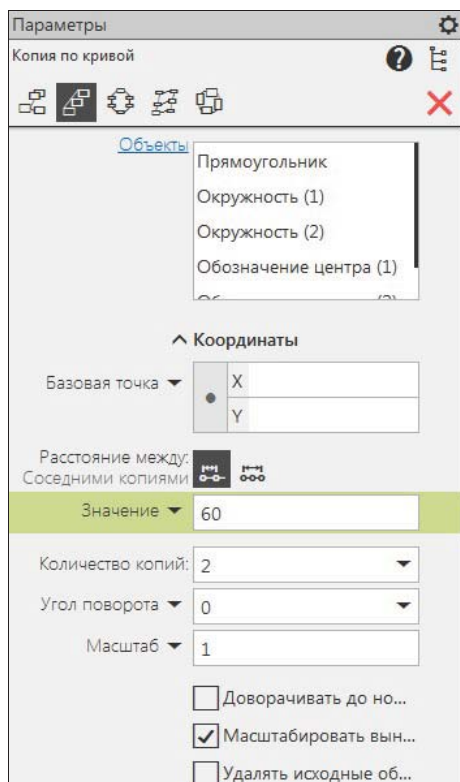 Параметры
Копия по кривой
Объекты
Прямоугольник
Окружность (1)
Окружность (2)
Обозначение центра (1)
Координаты
Базовая точка
X
Y
Расстояние между:
Соседними копиями
Значение 60
Количество копий: 2
Угол поворота 0
Масштаб 1
Доворачивать до но...
Масштабировать вын...
Удалять исходные об...